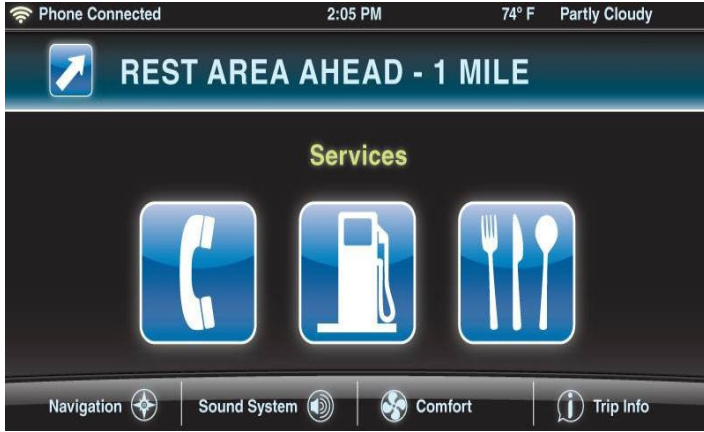 Phone Connected 2:05 PM 74° F Partly Cloudy
REST AREA AHEAD - 1 MILE
Services
Navigation Sound System Comfort i Trip Info